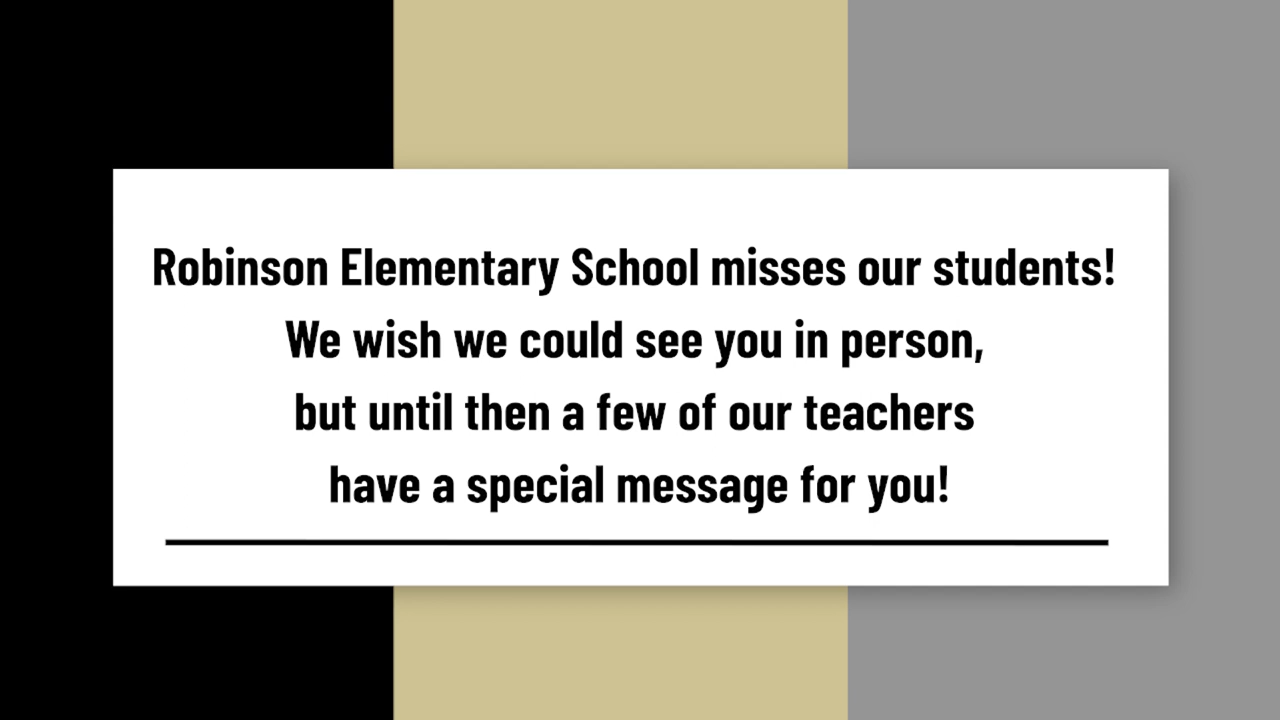 Robinson Elementary School misses our students!
We wish we could see you in person,
but until then a few of our teachers
have a special message for you!